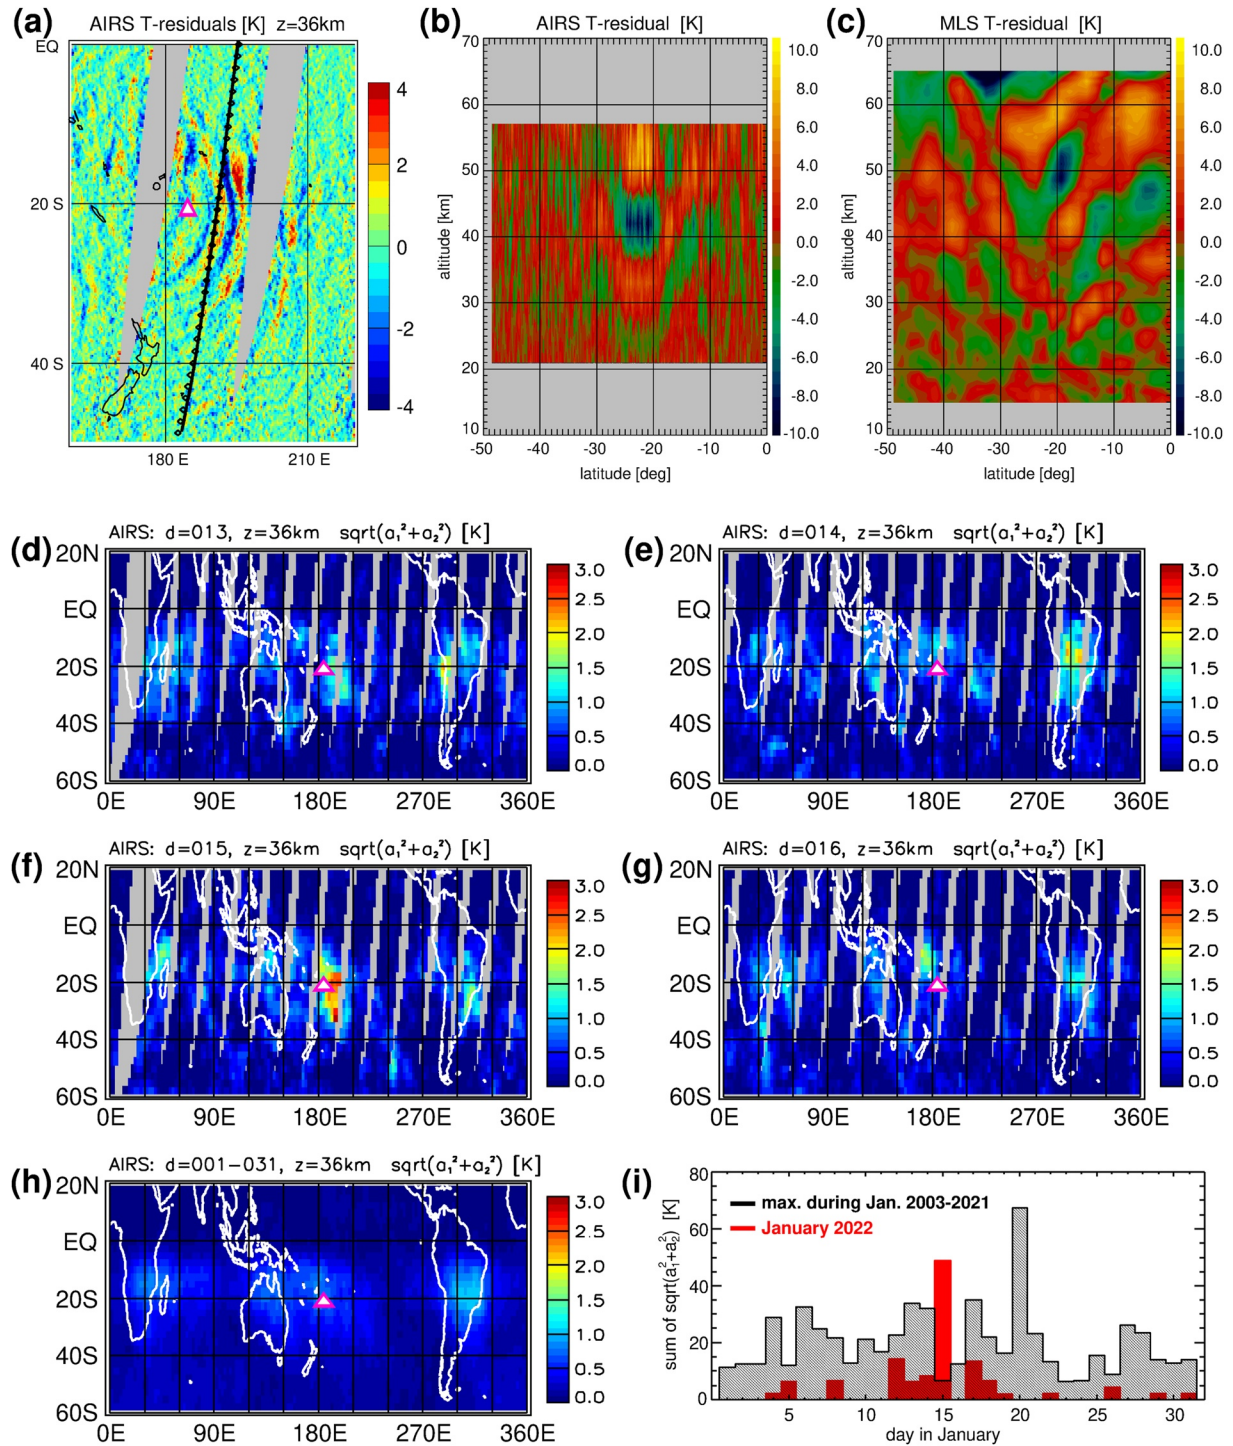 (a) AIRS T-residuals [K] z=36km
EQ
20 S
40 S
180 E 210 E
4
2
0
-2
-4
(b) AIRS T-residual [K]
70
60
50
40
30
20
10
altitude [km]
-50 -40 -30 -20 -10 0
latitude [deg]
10.0
8.0
6.0
4.0
2.0
0.0
-2.0
-4.0
-6.0
-8.0
-10.0
(c) MLS T-residual [K]
70
60
50
40
30
20
10
altitude [km]
-50 -40 -30 -20 -10 0
latitude [deg]
10.0
8.0
6.0
4.0
2.0
0.0
-2.0
-4.0
-6.0
-8.0
-10.0
(d) AIRS: d=013, z=36km sqrt(a₁²+a₂²) [K]
20N
EQ
20S
40S
60S
0E 90E 180E 270E 360E
3.0
2.5
2.0
1.5
1.0
0.5
0.0
(e) AIRS: d=014, z=36km sqrt(a₁²+a₂²) [K]
20N
EQ
20S
40S
60S
0E 90E 180E 270E 360E
3.0
2.5
2.0
1.5
1.0
0.5
0.0
(f) AIRS: d=015, z=36km sqrt(a₁²+a₂²) [K]
20N
EQ
20S
40S
60S
0E 90E 180E 270E 360E
3.0
2.5
2.0
1.5
1.0
0.5
0.0
(g) AIRS: d=016, z=36km sqrt(a₁²+a₂²) [K]
20N
EQ
20S
40S
60S
0E 90E 180E 270E 360E
3.0
2.5
2.0
1.5
1.0
0.5
0.0
(h) AIRS: d=001-031, z=36km sqrt(a₁²+a₂²) [K]
20N
EQ
20S
40S
60S
0E 90E 180E 270E 360E
3.0
2.5
2.0
1.5
1.0
0.5
0.0
(i)
max. during Jan. 2003-2021
January 2022
80
60
40
20
0
sum of sqrt(a₁²+a₂²) [K]
5 10 15 20 25 30
day in January